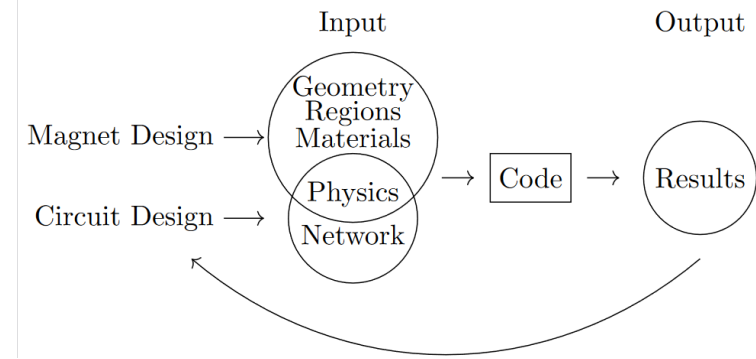 Input
Output
Geometry
Regions
Materials
Magnet Design
Physics
Code
Results
Circuit Design
Network